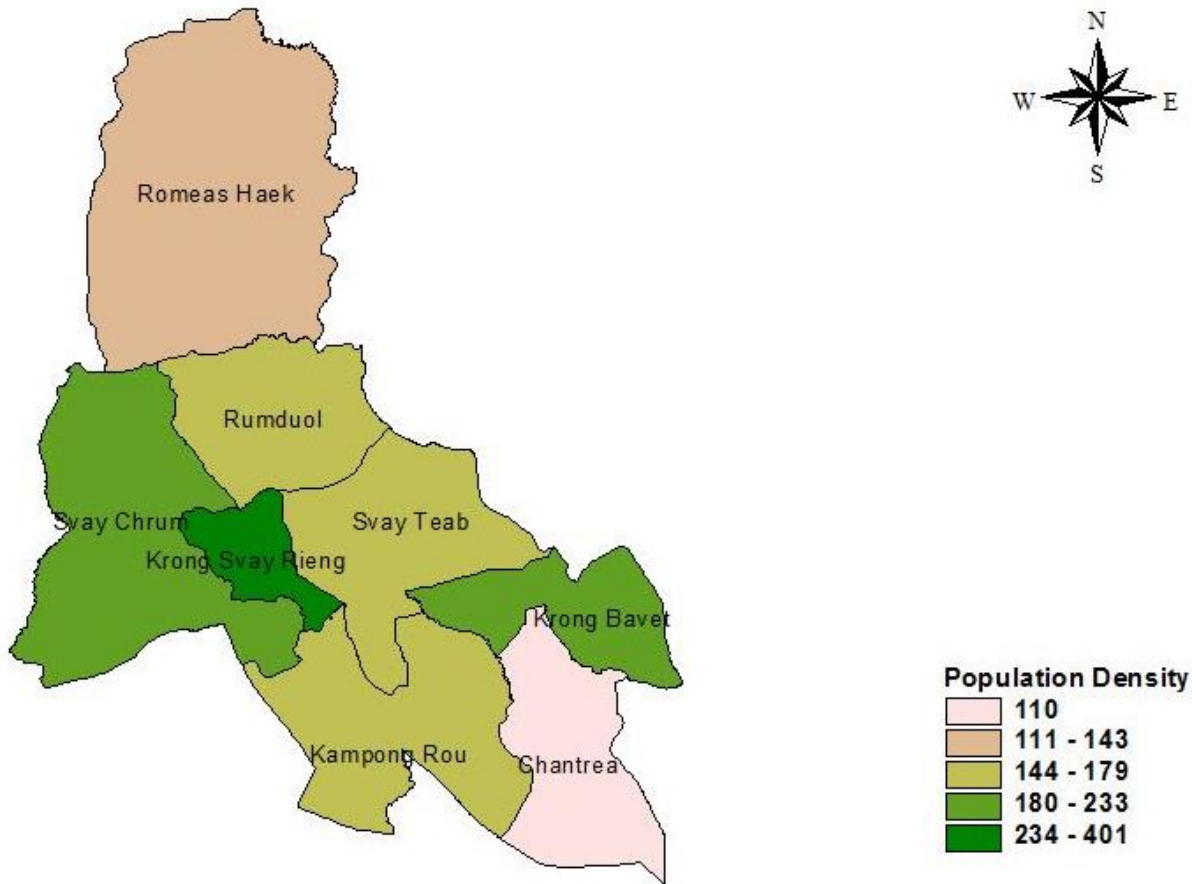 N
W E
S
Romeas Haek
Rumduol
Svay Chrum
Svay Teab
Krong Svay Rieng
Krong Bavet
Kampong Rou
Chantrea
Population Density
110
111 - 143
144 - 179
180 - 233
234 - 401